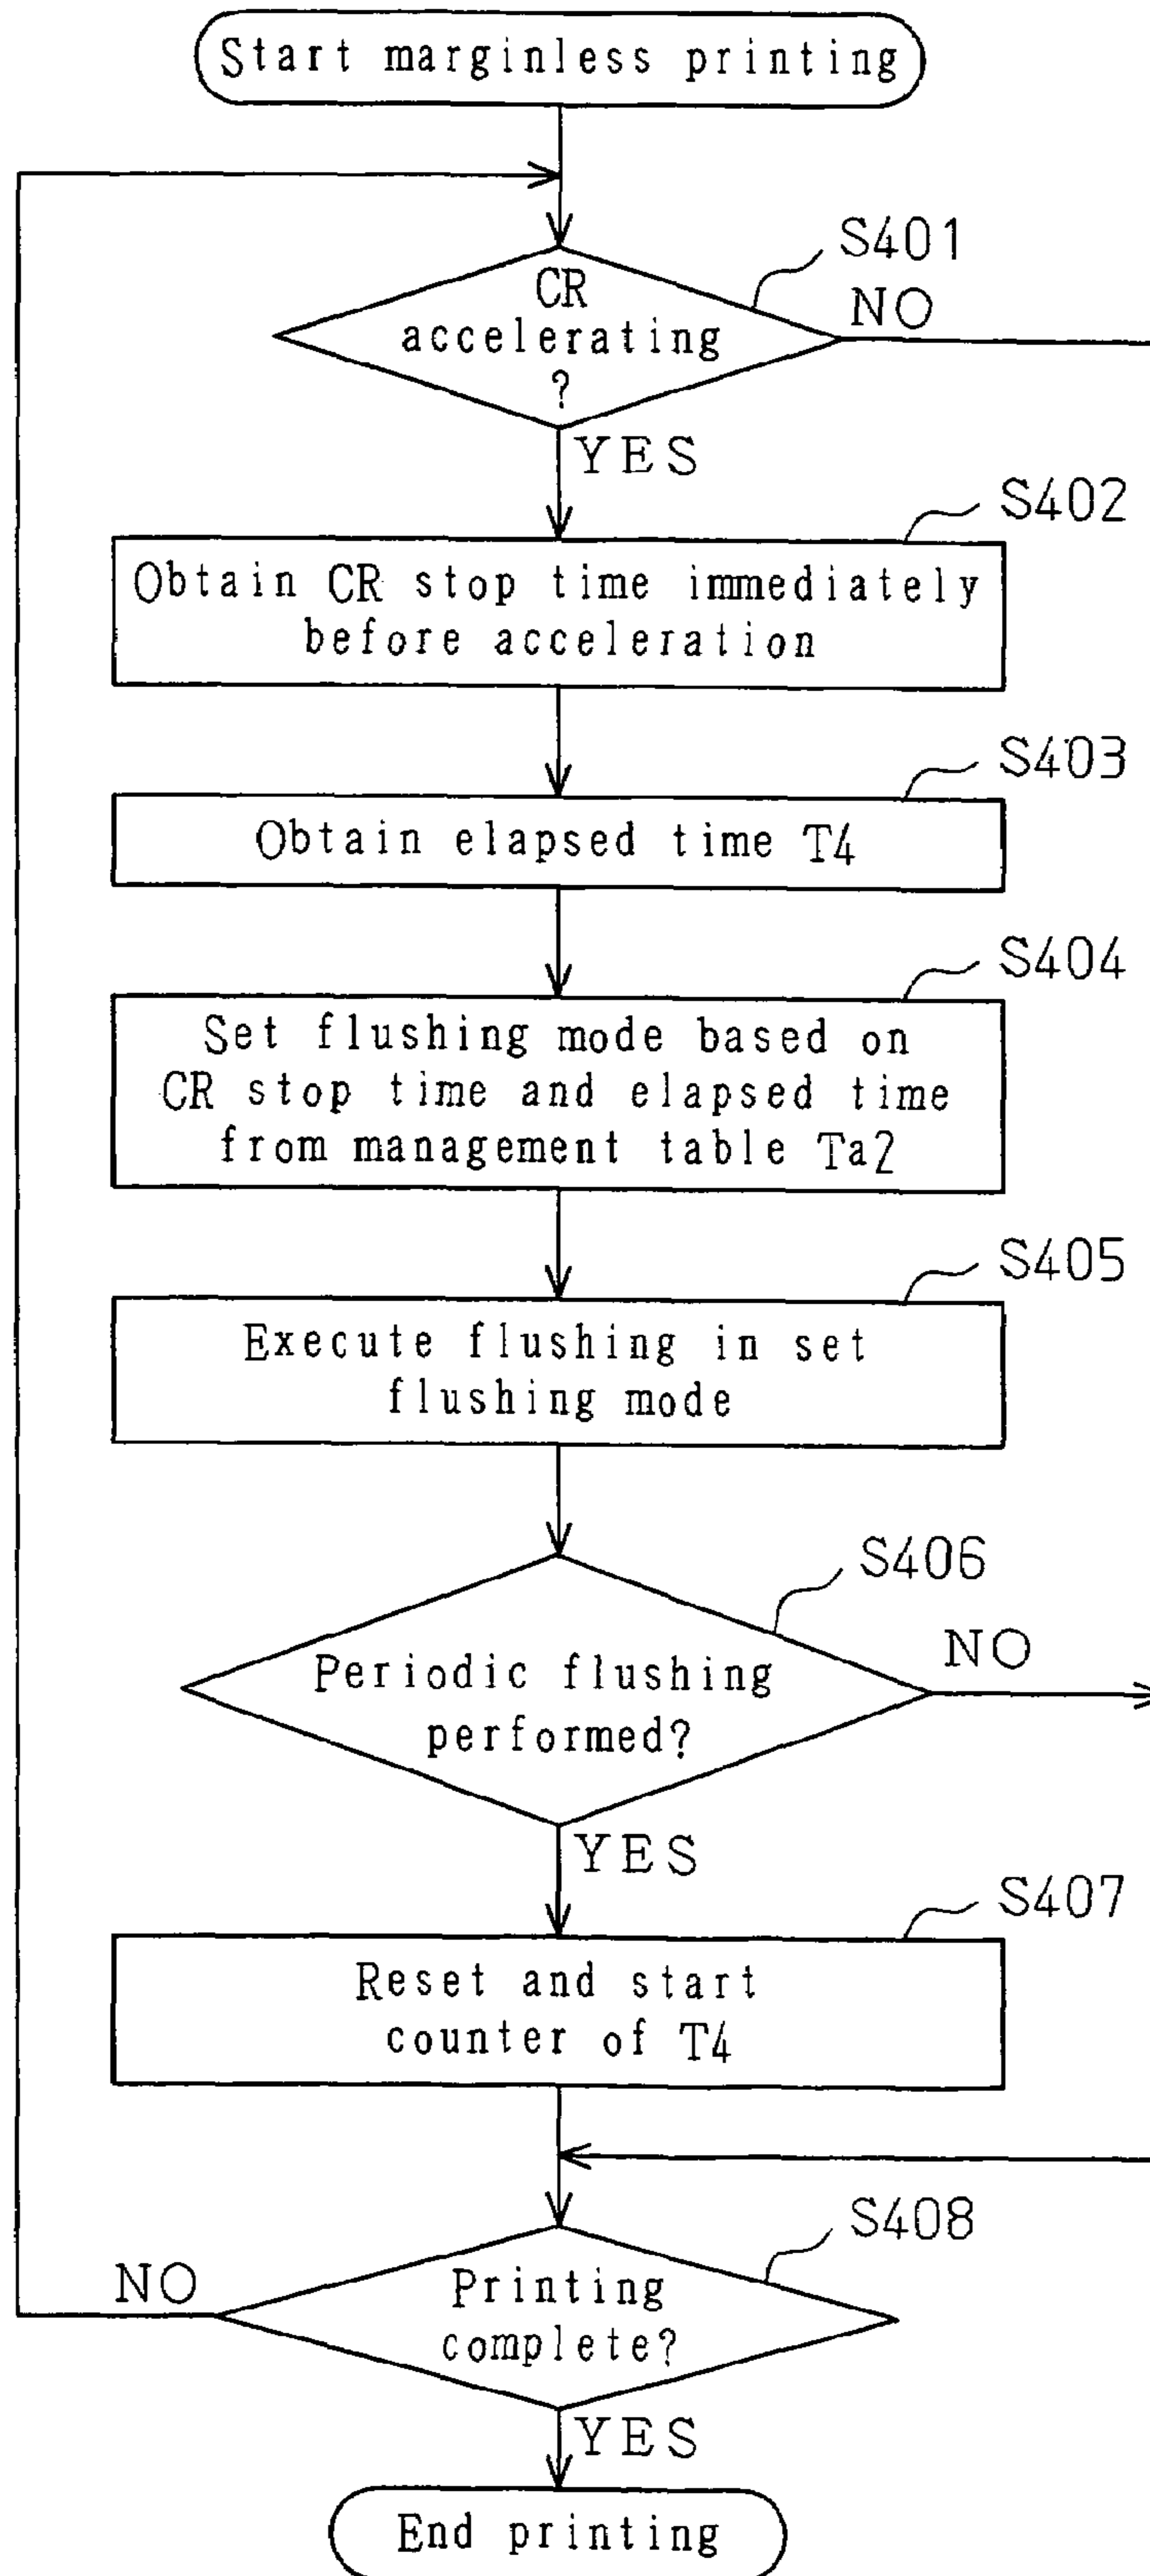 Start marginless printing
S401
CR
accelerating
?
NO
YES
S402
Obtain CR stop time immediately
before acceleration
S403
Obtain elapsed time T4
S404
Set flushing mode based on
CR stop time and elapsed time
from management table Ta2
S405
Execute flushing in set
flushing mode
S406
Periodic flushing
performed?
NO
YES
S407
Reset and start
counter of T4
S408
Printing
complete?
NO
YES
End printing